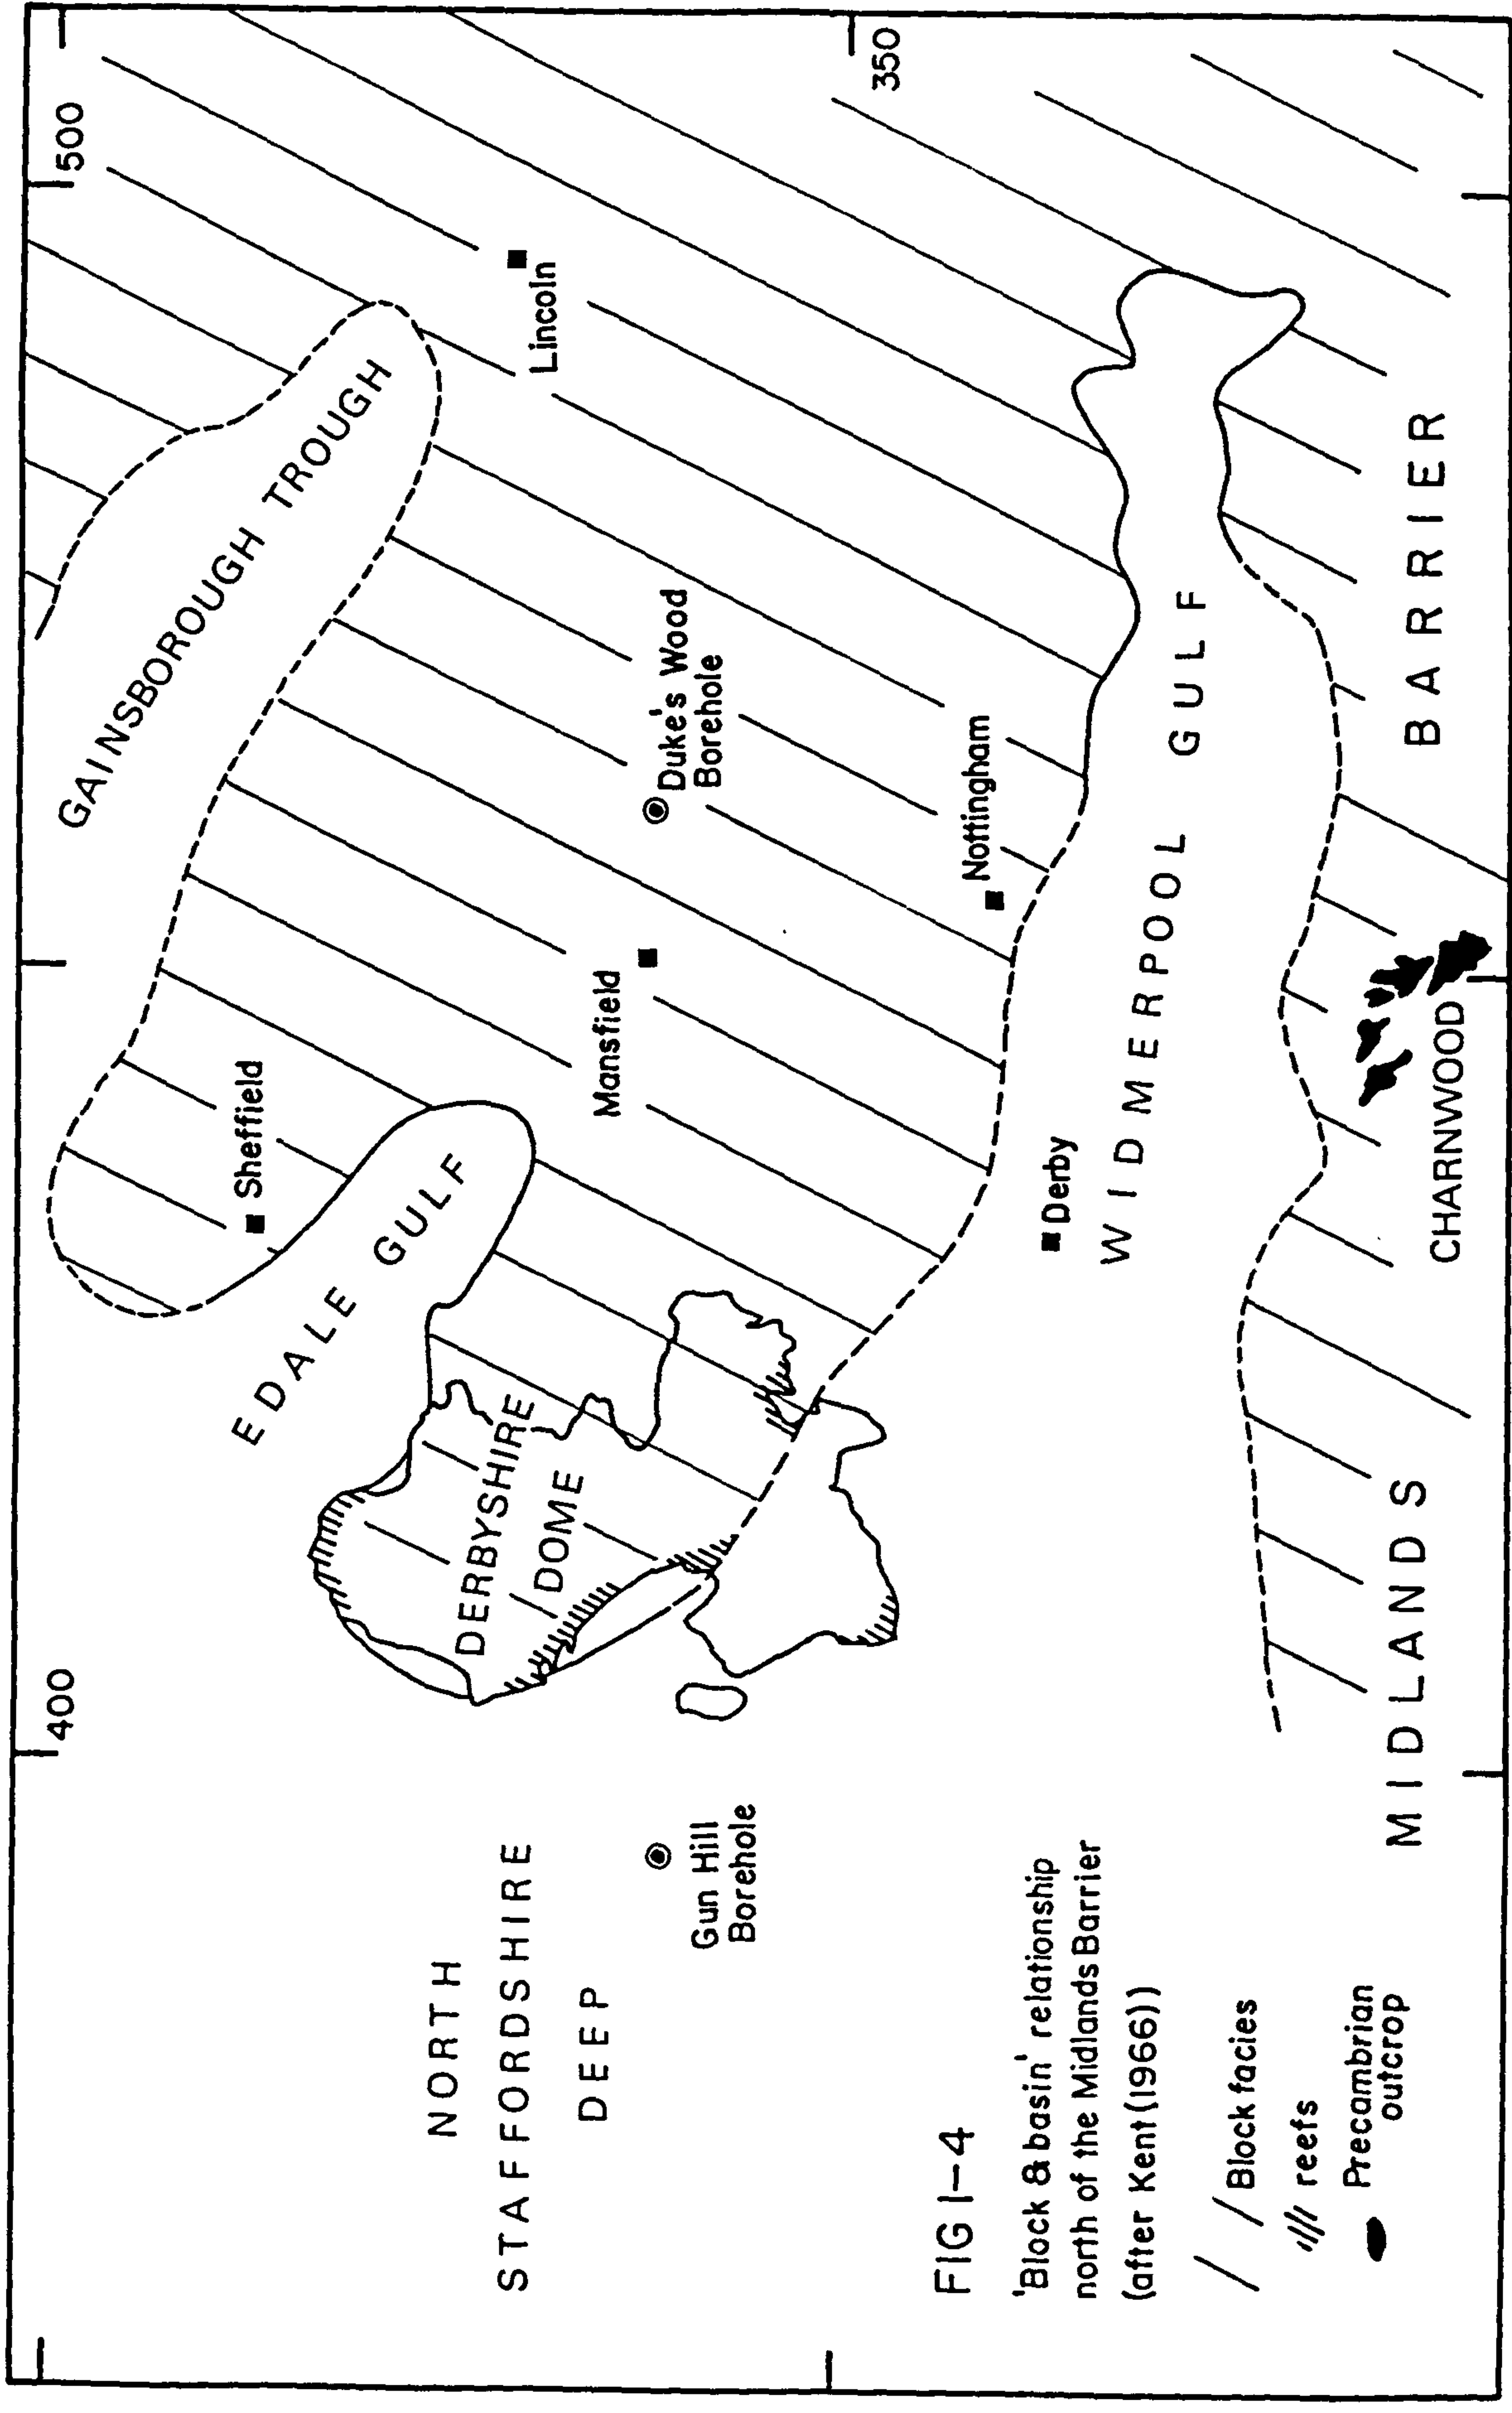 400
500
350
GAINSBOROUGH TROUGH
Sheffield
EDALE GULF
Lincoln
NORTH
STAFFORDSHIRE
DEEP
DERBYSHIRE
DOME
Mansfield
Duke's Wood
Borehole
Gun Hill
Borehole
Nottingham
Derby
WIDMERPOOL GULF
CHARNWOOD
MIDLANDS BARRIER
FIG 1-4
'Block & basin' relationship
north of the Midlands Barrier
(after Kent (1966))
Block facies
reefs
Precambrian
outcrop